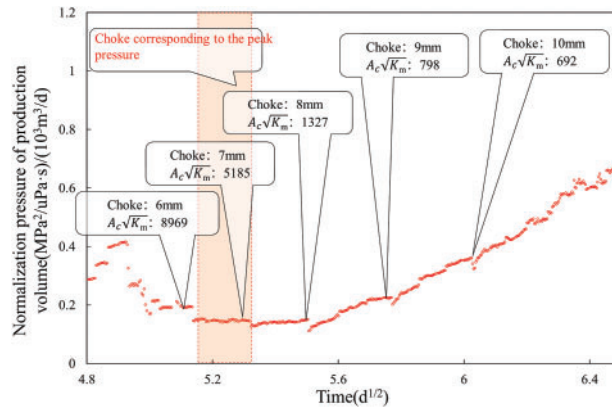 Choke corresponding to the peak
pressure
Choke: 6mm
A_c√K_m: 8969
Choke: 7mm
A_c√K_m: 5185
Choke: 8mm
A_c√K_m: 1327
Choke: 9mm
A_c√K_m: 798
Choke: 10mm
A_c√K_m: 692
Normalization pressure of production
volume(MPa²/uPa·s)/(10³m³/d)
1.2
1
0.8
0.6
0.4
0.2
0
4.8
5.2
5.6
6
6.4
Time(d^{1/2})